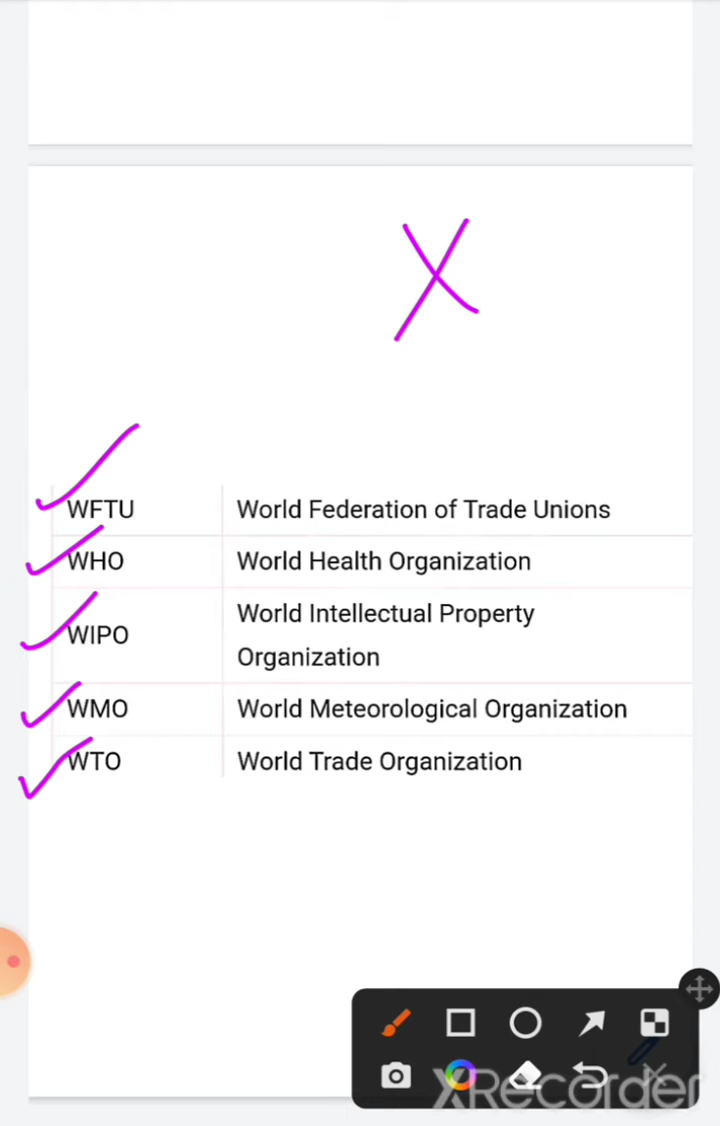 X
WFTU World Federation of Trade Unions
WHO World Health Organization
WIPO World Intellectual Property
Organization
WMO World Meteorological Organization
WTO World Trade Organization
XRecorder